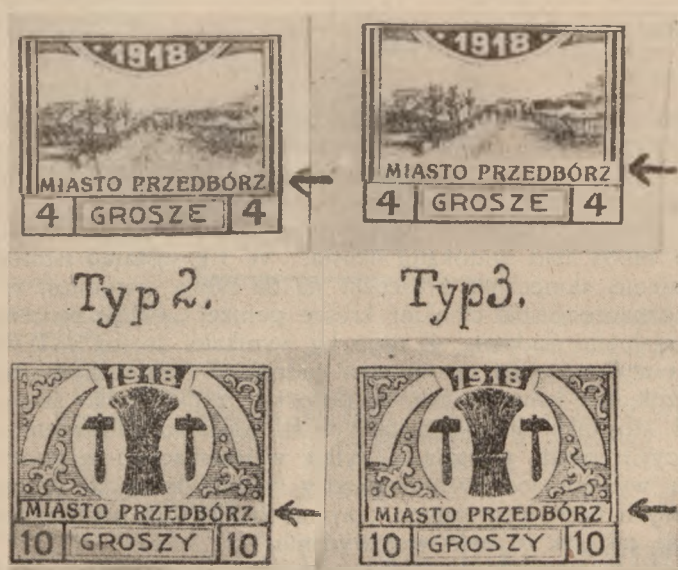 1918
MIASTO PRZEDBÓRZ
4 GROSZE 4
1918
MIASTO PRZEDBÓRZ
4 GROSZE 4
Typ 2.
Typ 3.
1918
MIASTO PRZEDBÓRZ
10 GROSZY 10
1918
MIASTO PRZEDBÓRZ
10 GROSZY 10